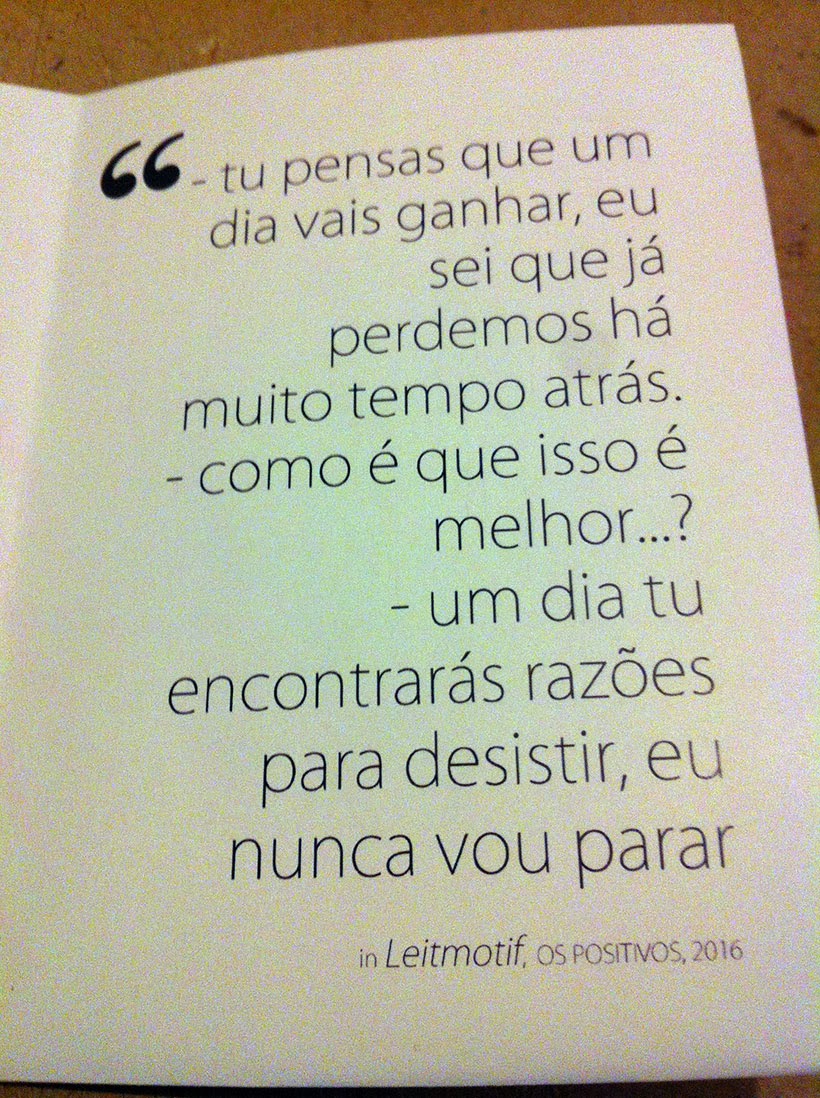 “ - tu pensas que um
dia vais ganhar, eu
sei que já
perdemos há
muito tempo atrás.
- como é que isso é
melhor...?
- um dia tu
encontrarás razões
para desistir, eu
nunca vou parar
in Leitmotif, OS POSITIVOS, 2016